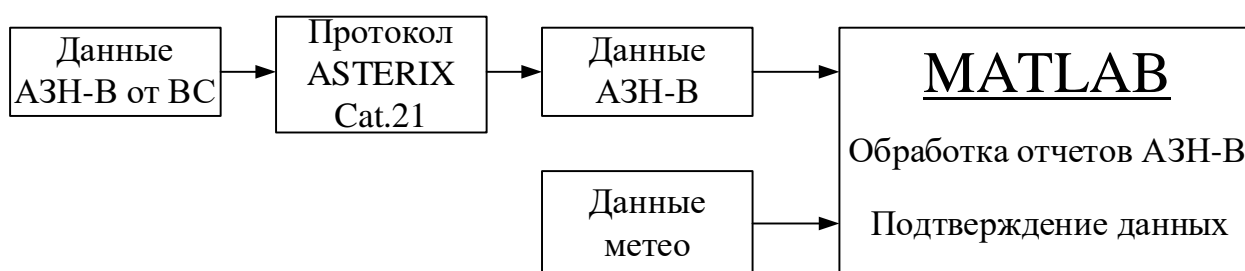 Данные
АЗН-В от ВС
Протокол
ASTERIX
Cat.21
Данные
АЗН-В
Данные
метео
MATLAB
Обработка отчетов АЗН-В
Подтверждение данных